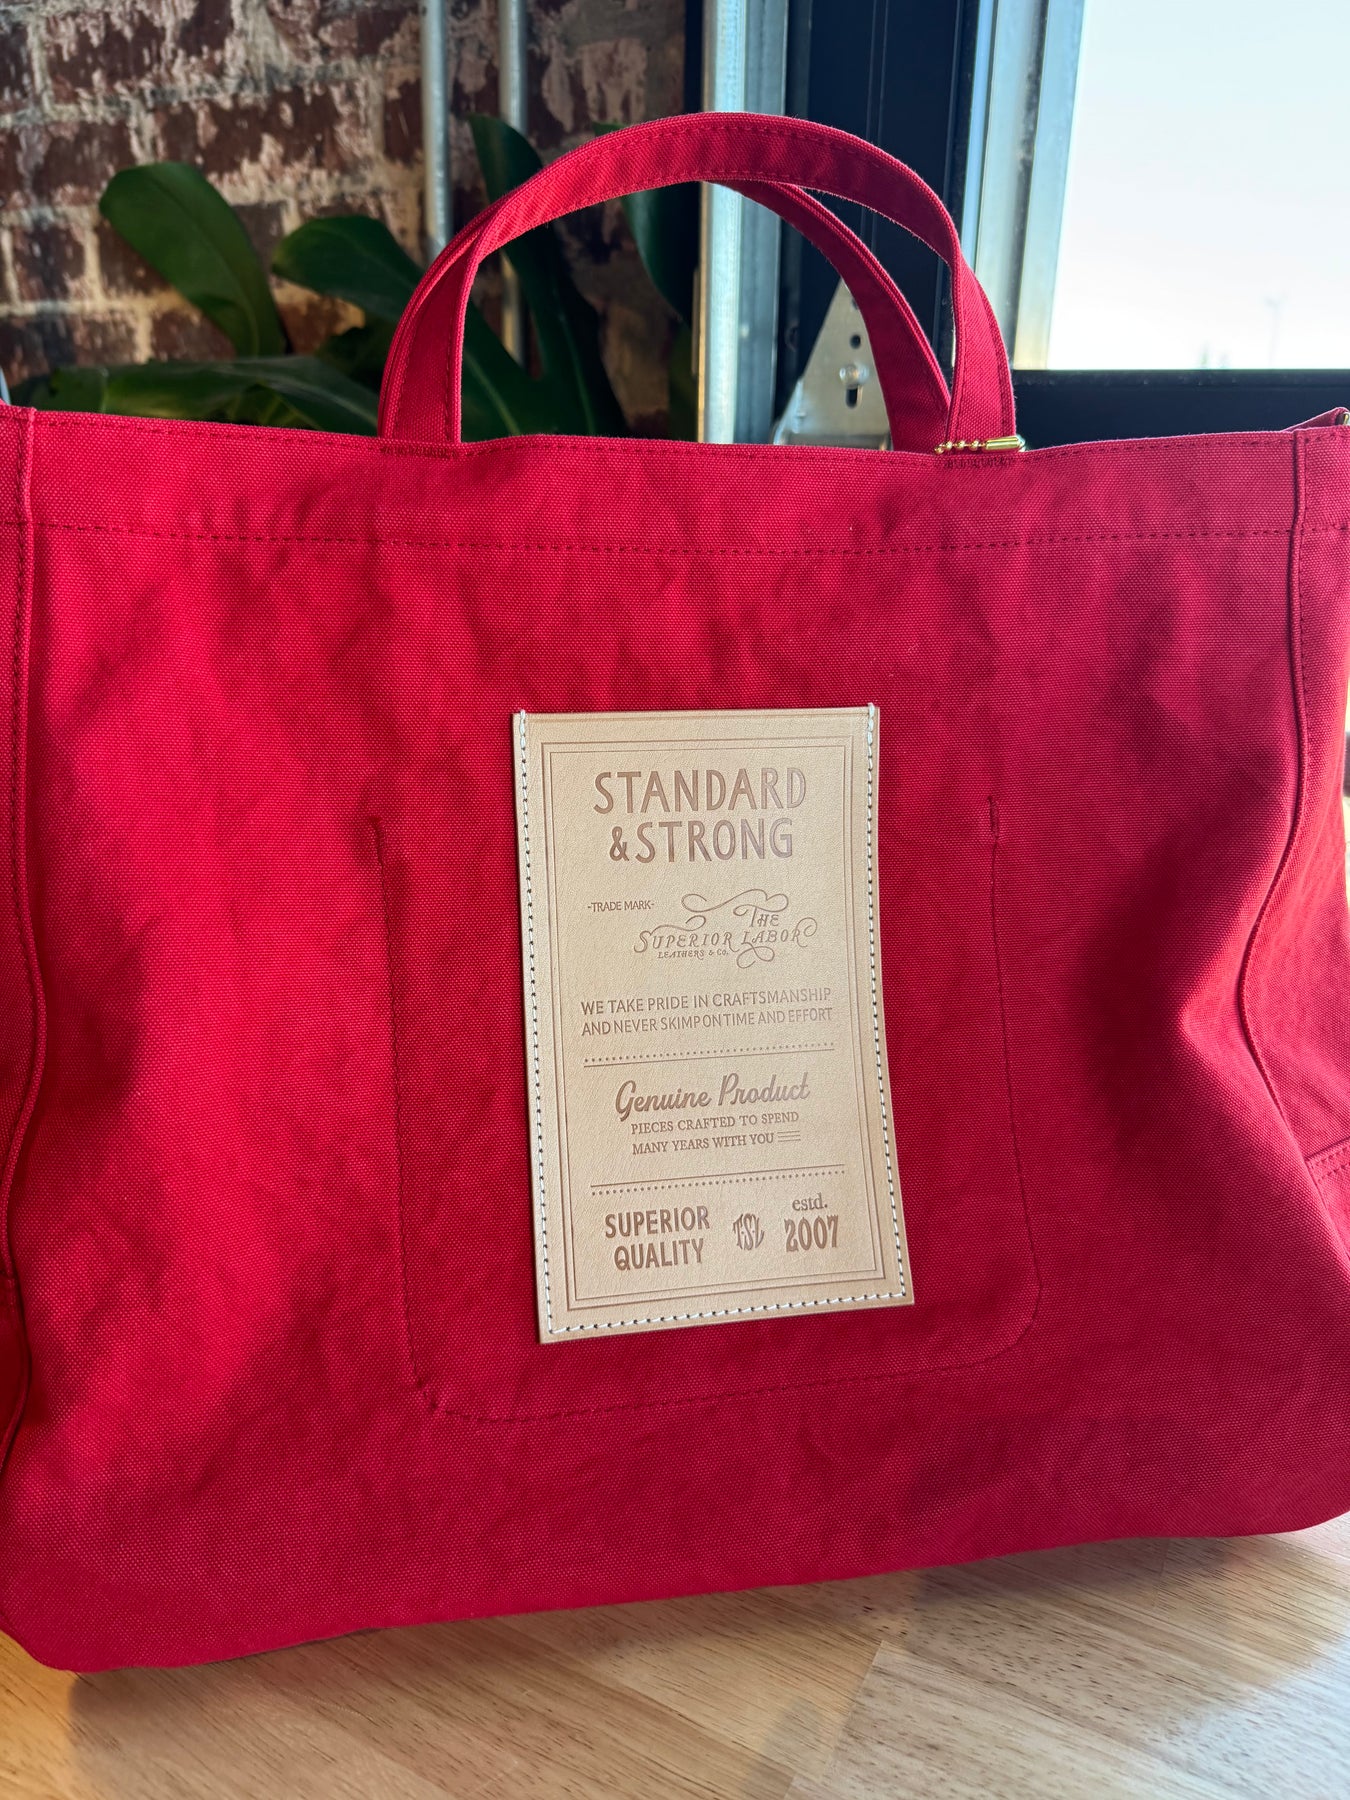 STANDARD
& STRONG
-TRADE MARK-
THE
SUPERIOR LABOR
LEATHERS & CO.
WE TAKE PRIDE IN CRAFTSMANSHIP
AND NEVER SKIMP ON TIME AND EFFORT
Genuine Product
PIECES CRAFTED TO SPEND
MANY YEARS WITH YOU
SUPERIOR
QUALITY
TSL
estd.
2007